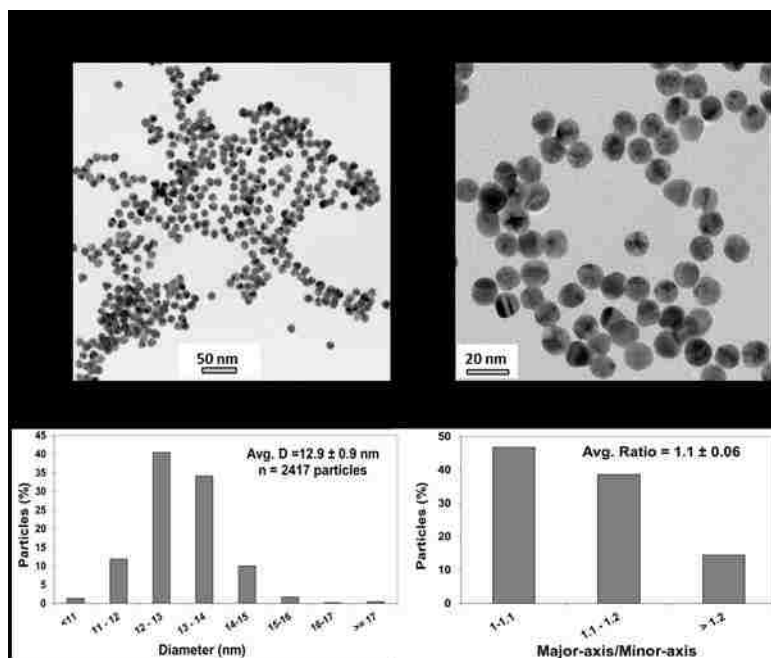 50 nm
20 nm
45
40
35
30
25
20
15
10
5
0
Particles (%)
Avg. D =12.9 ± 0.9 nm
n = 2417 particles
<11
11 - 12
12 - 13
13 - 14
14-15
15-16
16-17
>= 17
Diameter (nm)
50
40
30
20
10
0
Particles (%)
Avg. Ratio = 1.1 ± 0.06
1-1.1
1.1 - 1.2
> 1.2
Major-axis/Minor-axis